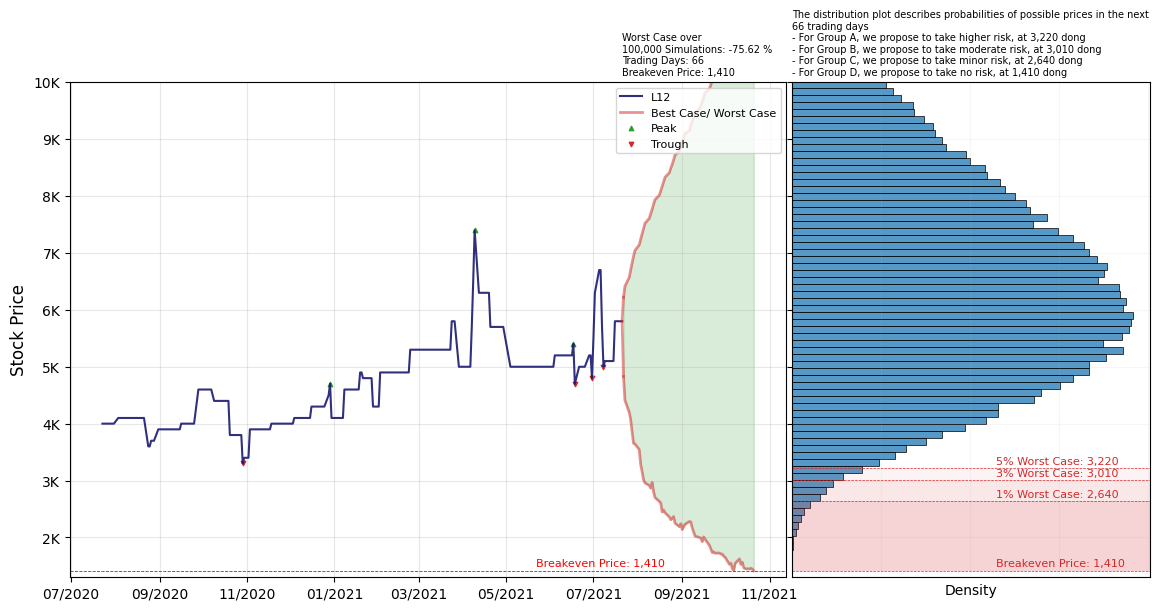 The distribution plot describes probabilities of possible prices in the next
66 trading days
- For Group A, we propose to take higher risk, at 3,220 dong
- For Group B, we propose to take moderate risk, at 3,010 dong
- For Group C, we propose to take minor risk, at 2,640 dong
- For Group D, we propose to take no risk, at 1,410 dong
Worst Case over
100,000 Simulations: -75.62 %
Trading Days: 66
Breakeven Price: 1,410
L12
Best Case/ Worst Case
Peak
Trough
Stock Price
10K
9K
8K
7K
6K
5K
4K
3K
2K
Breakeven Price: 1,410
07/2020
09/2020
11/2020
01/2021
03/2021
05/2021
07/2021
09/2021
11/2021
5% Worst Case: 3,220
3% Worst Case: 3,010
1% Worst Case: 2,640
Breakeven Price: 1,410
Density